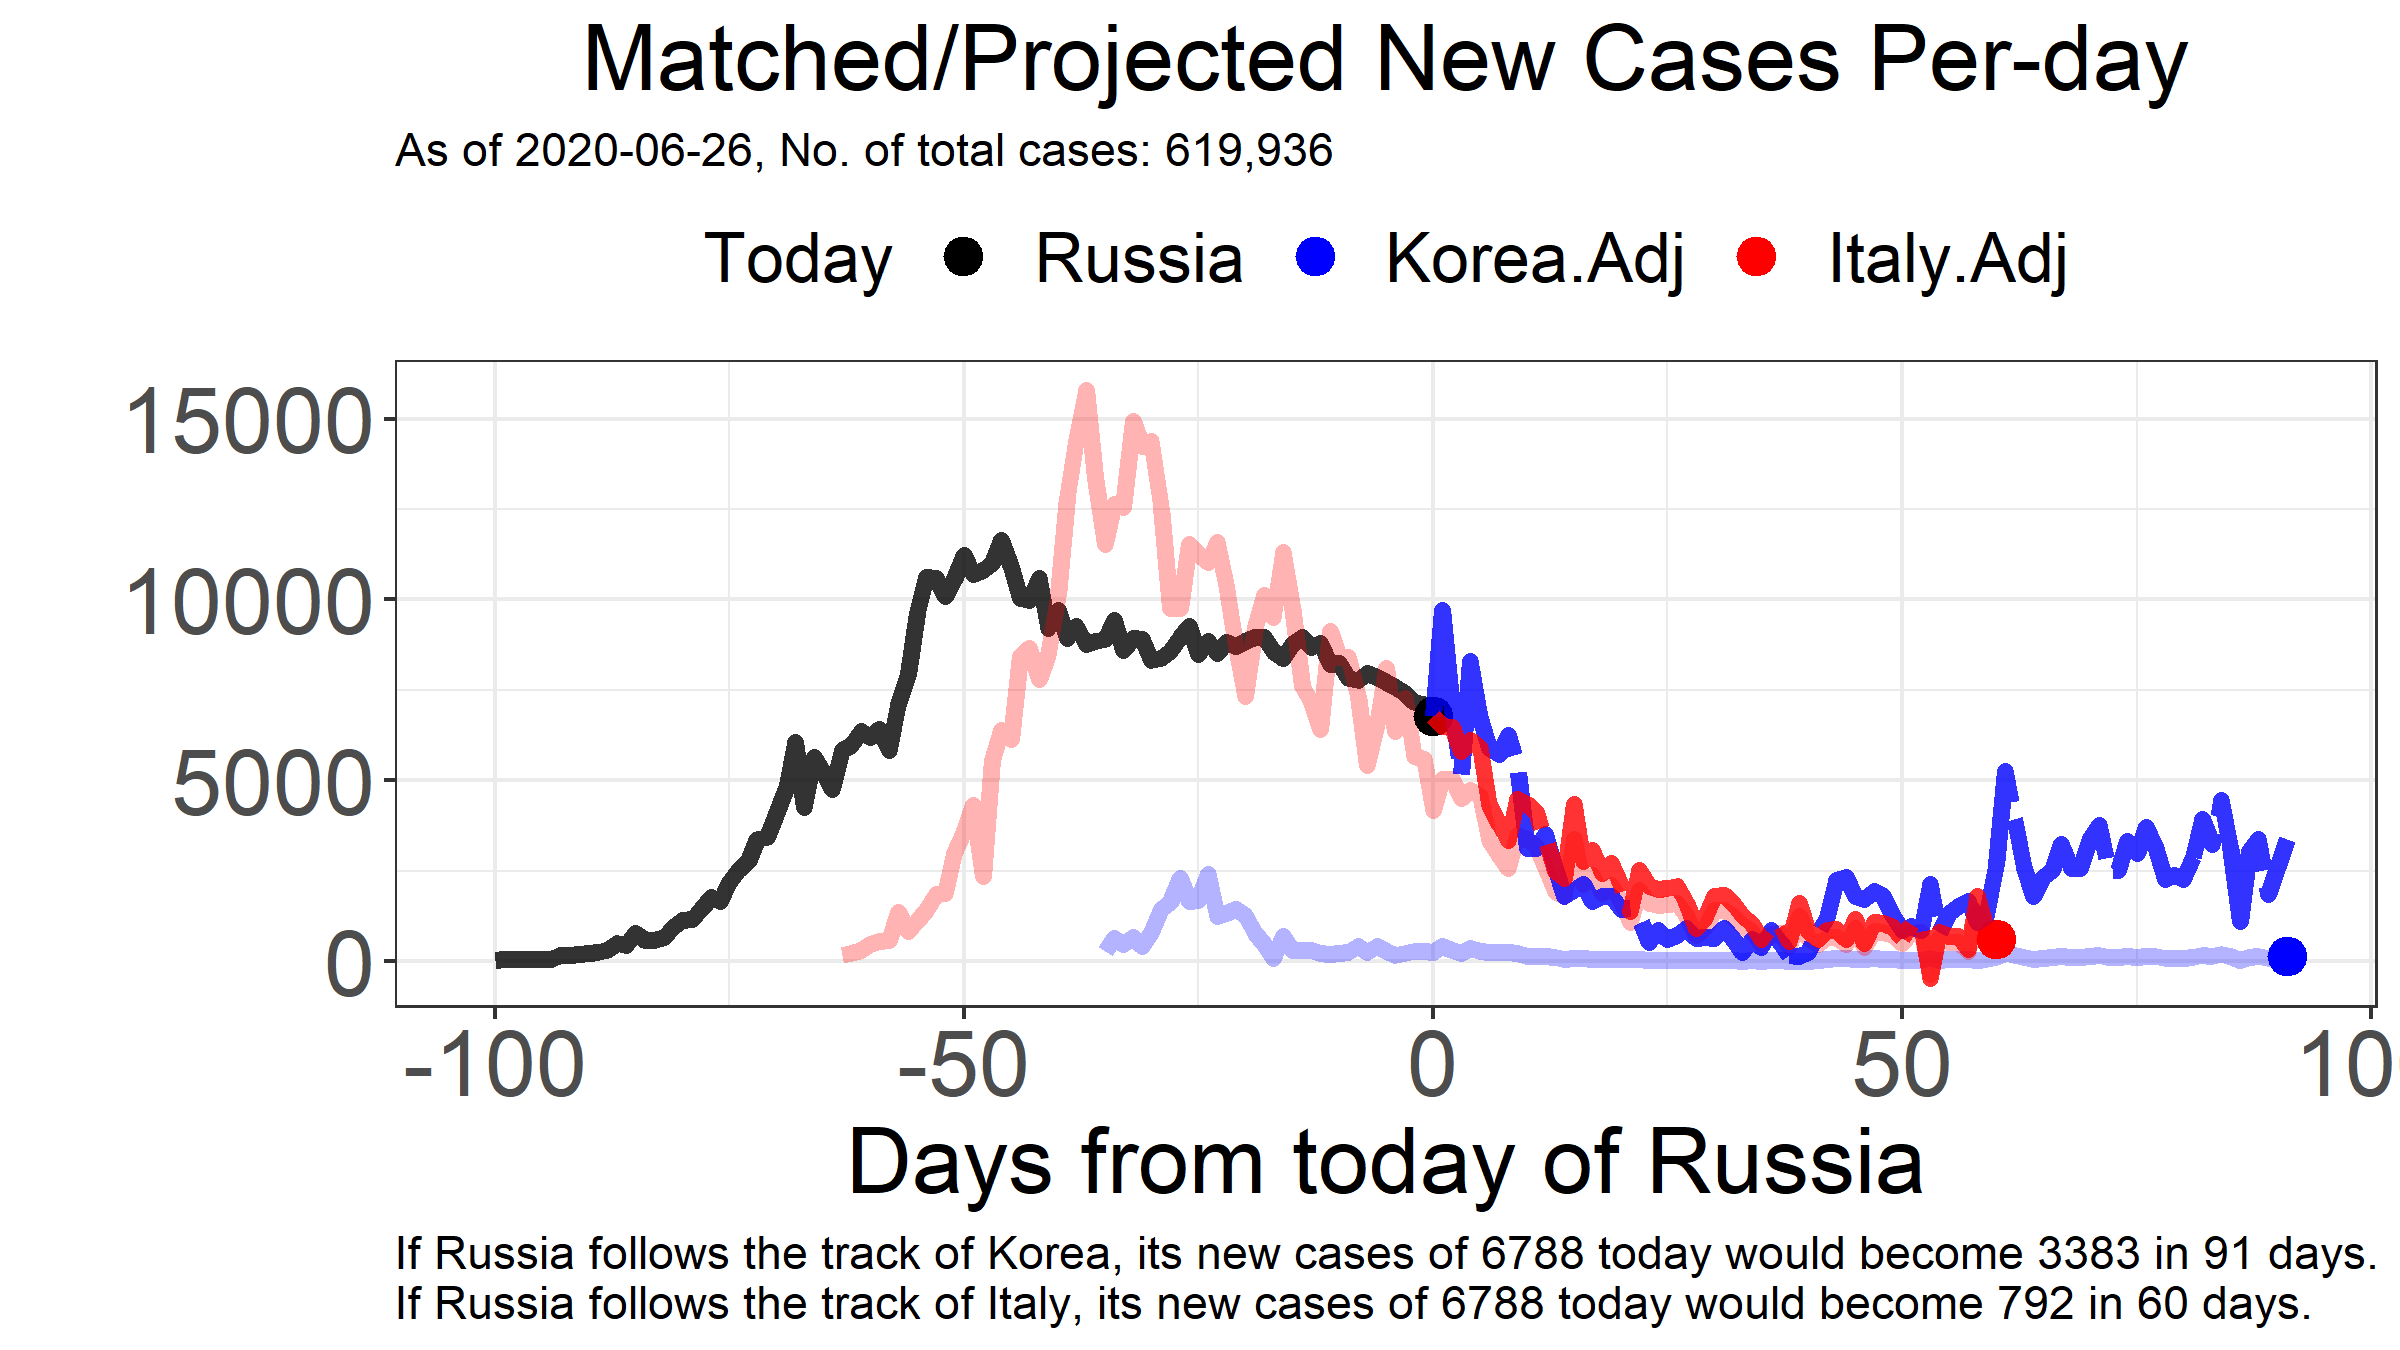 Matched/Projected New Cases Per-day
As of 2020-06-26, No. of total cases: 619,936
Today Russia Korea.Adj Italy.Adj
15000
10000
5000
0
-100 -50 0 50
Days from today of Russia
If Russia follows the track of Korea, its new cases of 6788 today would become 3383 in 91 days.
If Russia follows the track of Italy, its new cases of 6788 today would become 792 in 60 days.